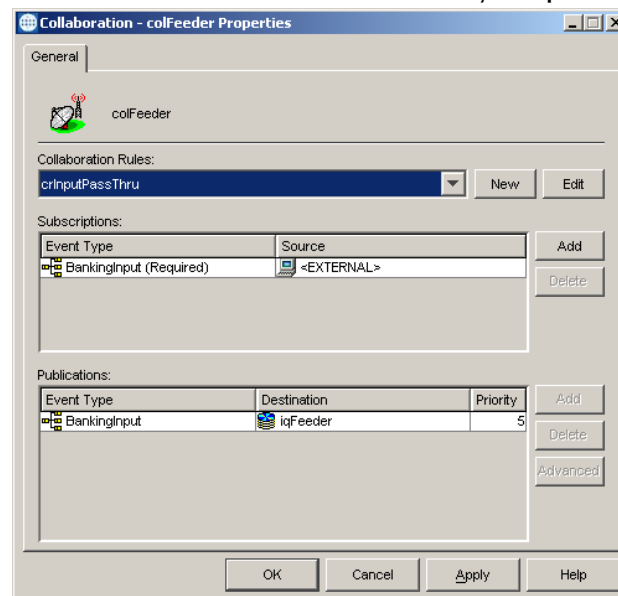 Collaboration - colFeeder Properties
General
colFeeder
Collaboration Rules:
crInputPassThru
New
Edit
Subscriptions:
Event Type Source
BankingInput (Required) <EXTERNAL>
Add
Delete
Publications:
Event Type Destination Priority
BankingInput iqFeeder 5
Add
Delete
Advanced
OK Cancel Apply Help